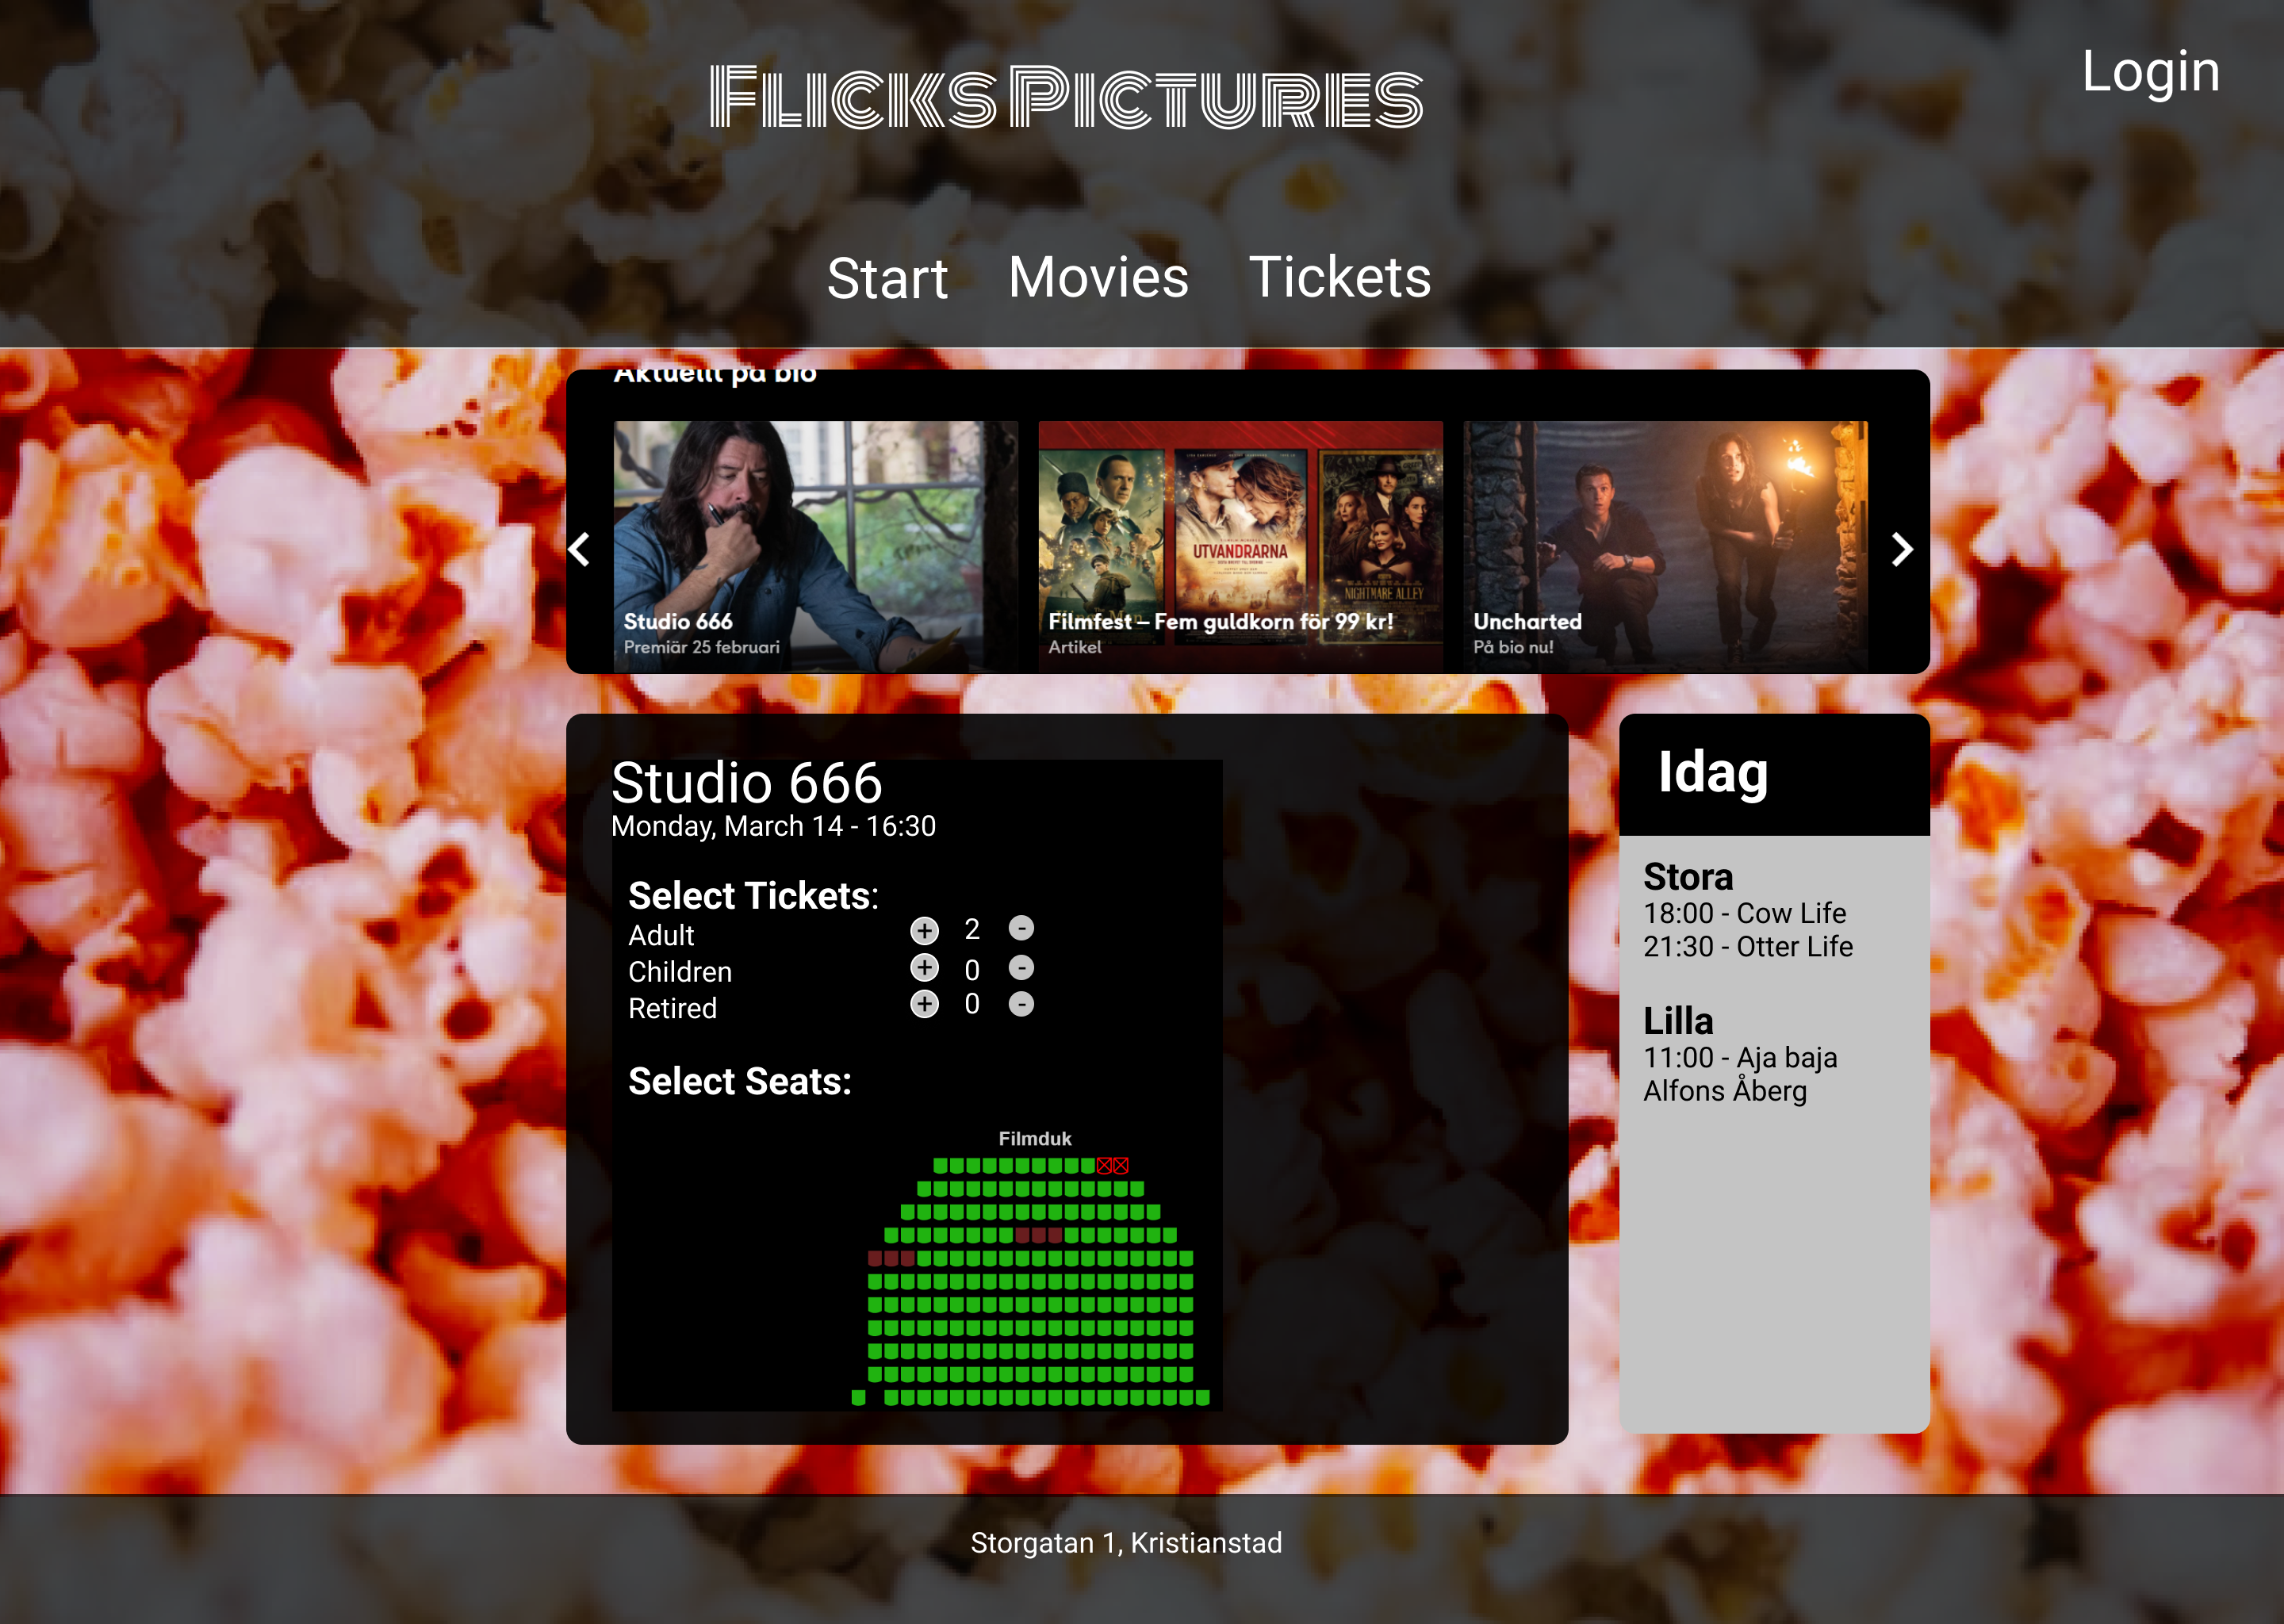 FLICKS PICTURES
Login
Start Movies Tickets
Aktuellt på bio
UTVANDRARNA
NIGHTMARE ALLEY
Studio 666
Premiär 25 februari
Filmfest – Fem guldkorn för 99 kr!
Artikel
Uncharted
På bio nu!
Studio 666
Monday, March 14 - 16:30
Select Tickets:
Adult + 2 -
Children + 0 -
Retired + 0 -
Select Seats:
Filmduk
Idag
Stora
18:00 - Cow Life
21:30 - Otter Life
Lilla
11:00 - Aja baja
Alfons Åberg
Storgatan 1, Kristianstad